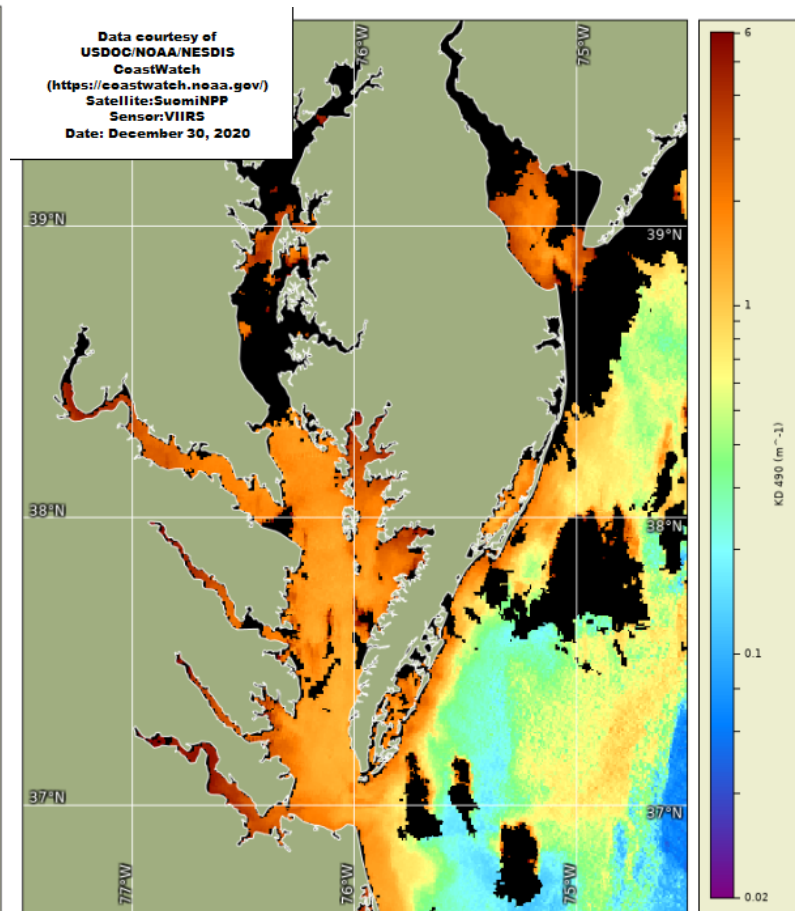 Data courtesy of
USDOC/NOAA/NESDIS
CoastWatch
(https://coastwatch.noaa.gov/)
Satellite:SuomiNPP
Sensor:VIIRS
Date: December 30, 2020
76°W
75°W
6
39°N
39°N
1
KD 490 (m^-1)
38°N
38°N
0.1
37°N
37°N
77°W
76°W
75°W
0.02